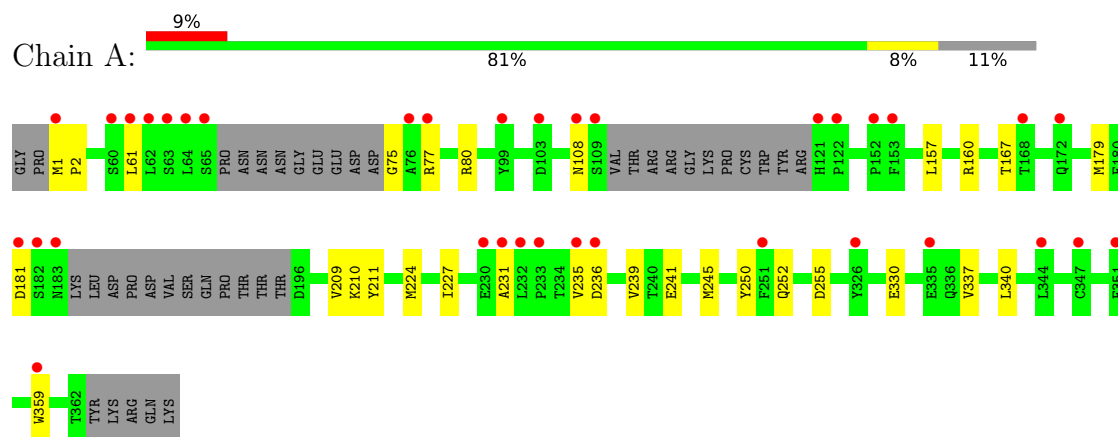 9%
Chain A:
81% 8% 11%
GLY PRO M1 P2 S60 L61 L62 S63 L64 S65 PRO ASN ASN ASN GLY GLU GLU ASP ASP G75 A76 R77 R80 Y99 D103 N108 S109 VAL THR ARG ARG GLY LYS PRO CYS TRP TYR ARG H121 P122 P152 F153 L157 R160 T167 T168 Q172 M179 E180
D181 S182 N183 LYS LEU ASP PRO ASP VAL SER GLN PRO THR THR THR D196 V209 K210 Y211 M224 I227 E230 A231 L232 P233 T234 V235 D236 V239 T240 E241 M245 Y250 F251 Q252 D255 Y326 E330 E335 Q336 V337 L340 L344 C347
W359 T362 TYR LYS ARG GLN LYS